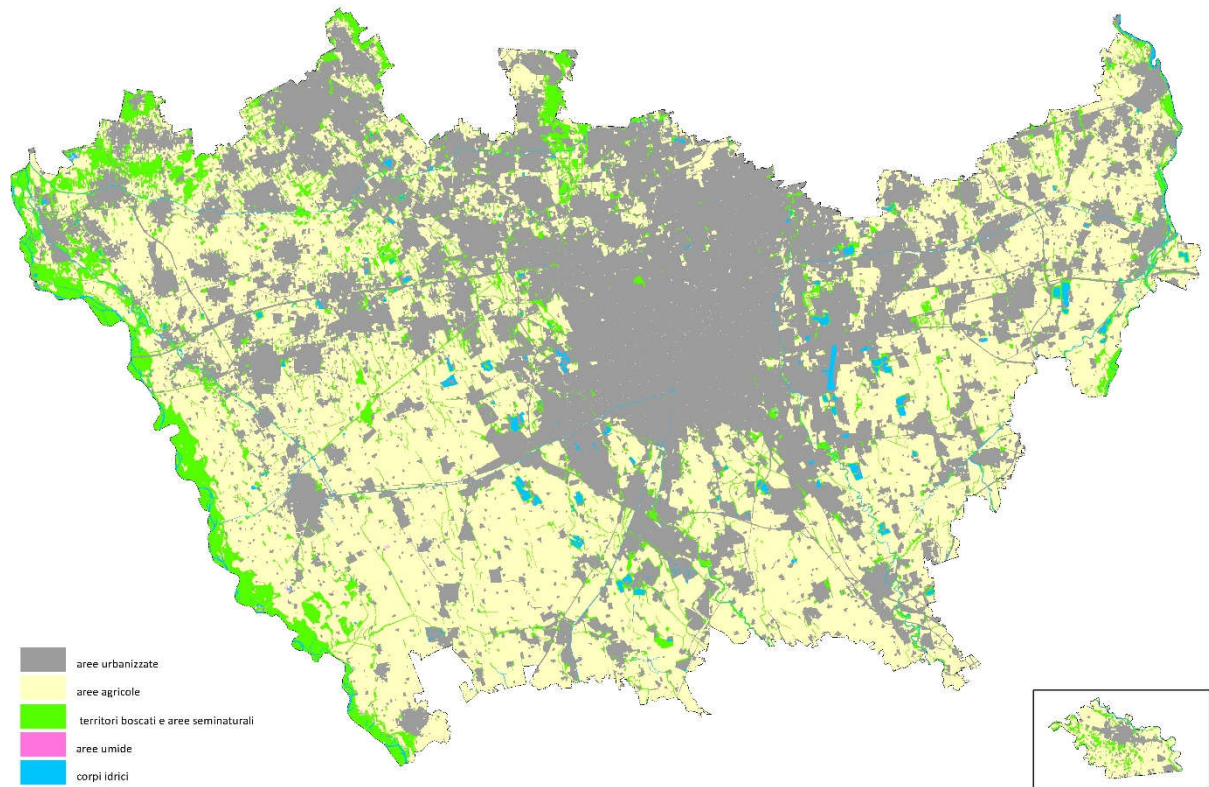 aree urbanizzate
aree agricole
territori boscati e aree seminaturali
aree umide
corpi idrici